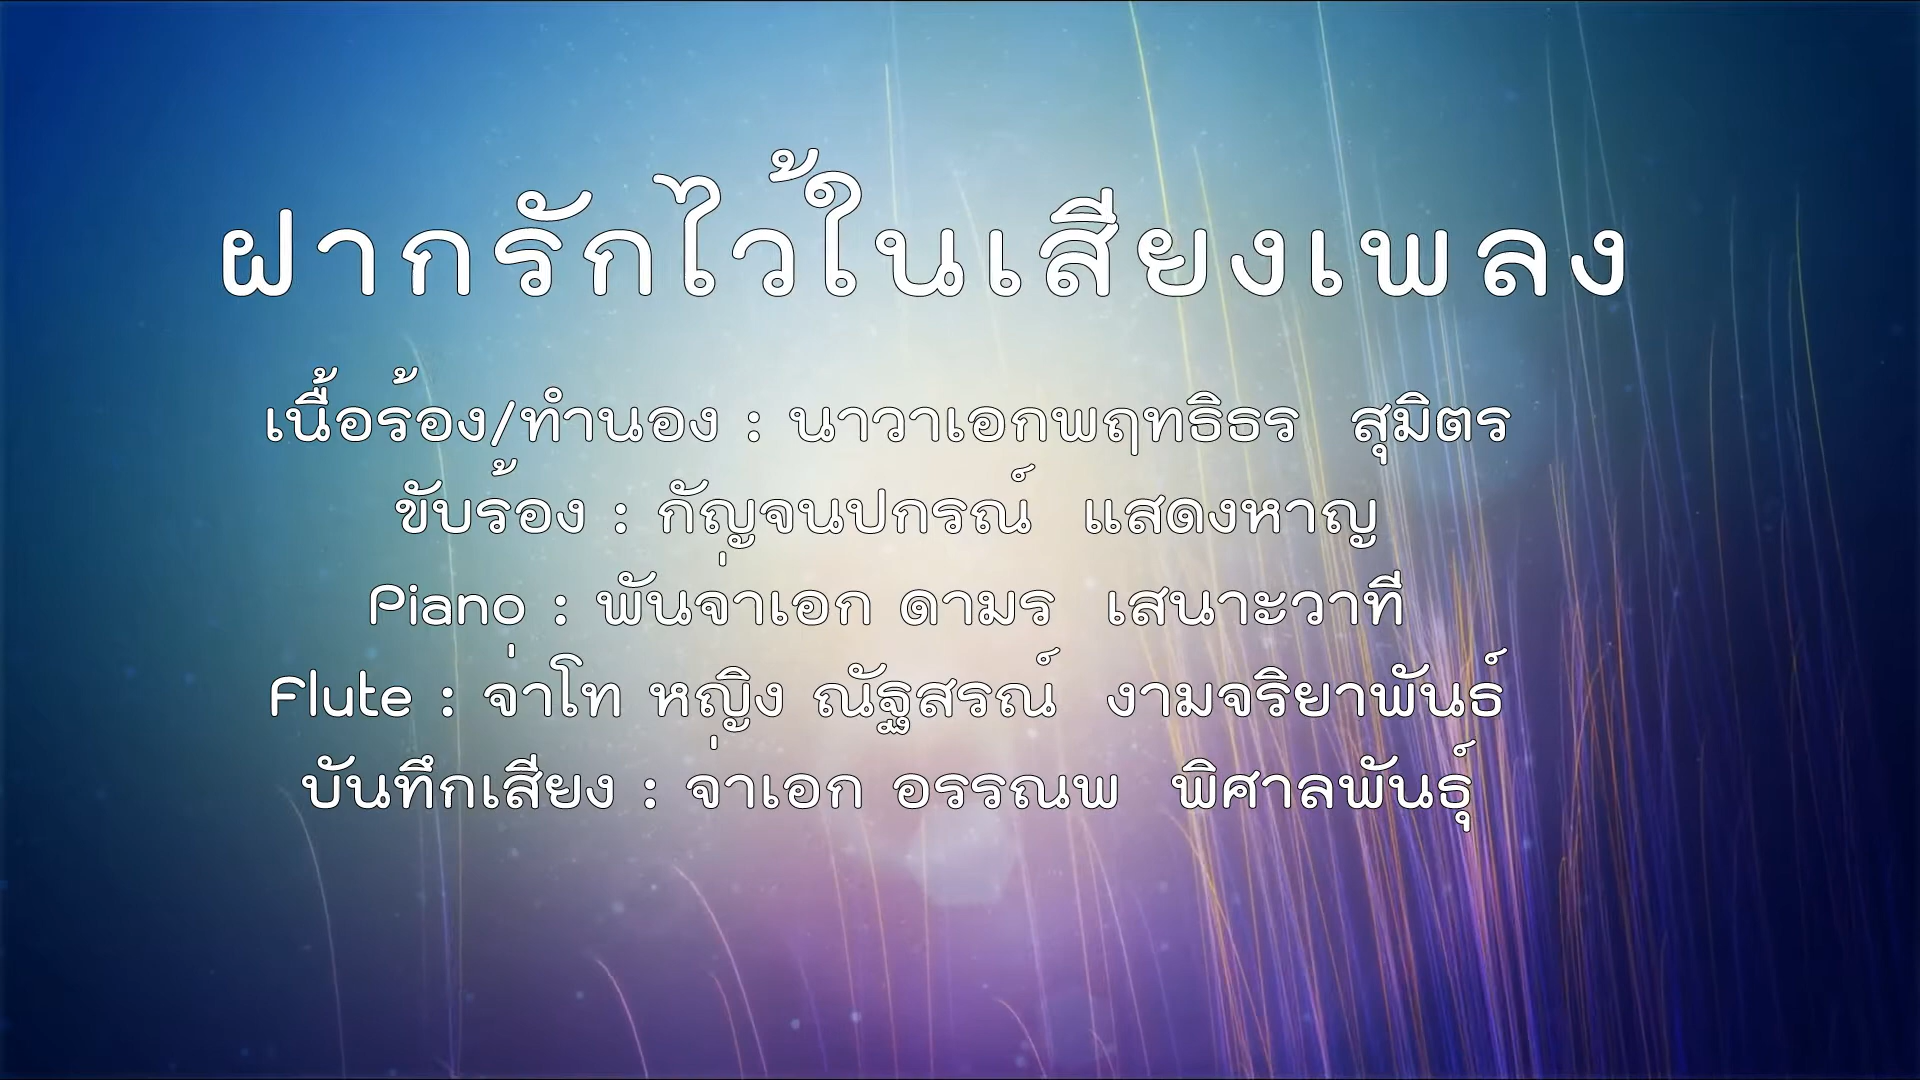 ฝากรักไว้ในเสียงเพลง
เนื้อร้อง/ทำนอง : นาวาเอกพฤทธิธร สุมิตร
ขับร้อง : กัญจนปกรณ์ แสดงหาญ
Piano : พันจ่าเอก ดามร เสนาะวาที
Flute : จ่าโท หญิง ณัฐสรณ์ งามจริยาพันธ์
บันทึกเสียง : จ่าเอก อรรณพ พิศาลพันธุ์